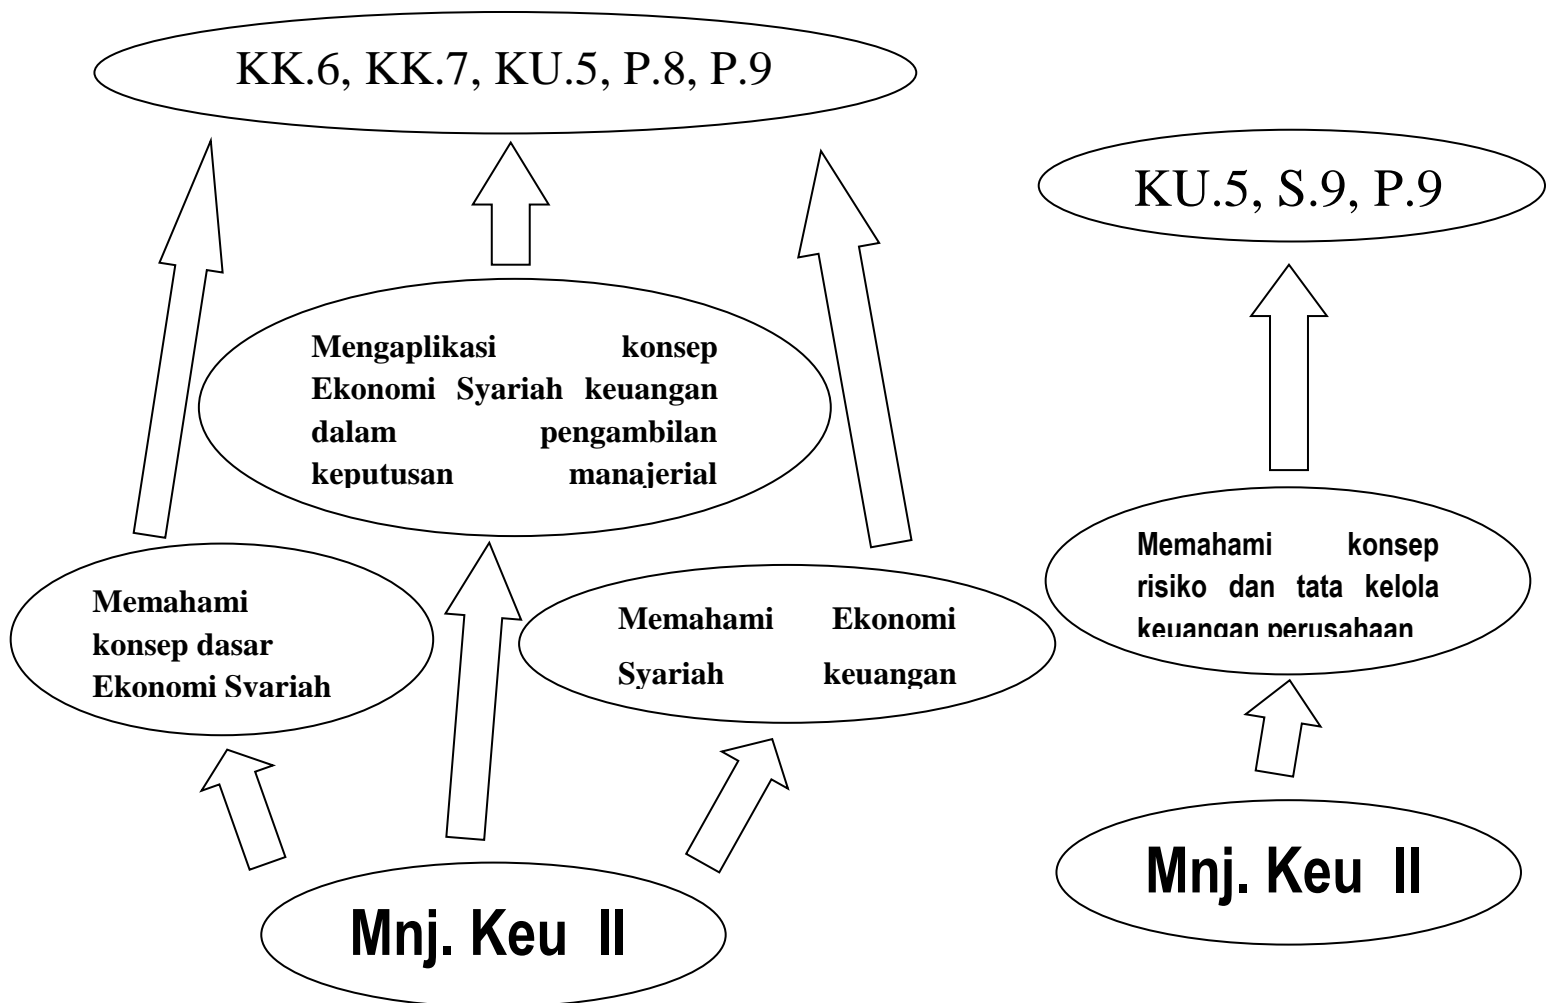 KK.6, KK.7, KU.5, P.8, P.9
KU.5, S.9, P.9
Mengaplikasi konsep
Ekonomi Syariah keuangan
dalam pengambilan
keputusan manajerial
Memahami
konsep dasar
Ekonomi Syariah
Memahami Ekonomi
Syariah keuangan
Memahami konsep
risiko dan tata kelola
keuangan perusahaan
Mnj. Keu II
Mnj. Keu II